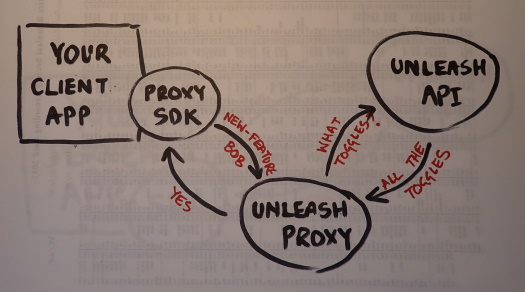 YOUR
CLIENT
APP
PROXY
SDK
NEW-FEATURE
BOB
YES
UNLEASH
PROXY
WHAT
TOGGLES?
ALL THE
TOGGLES
UNLEASH
API